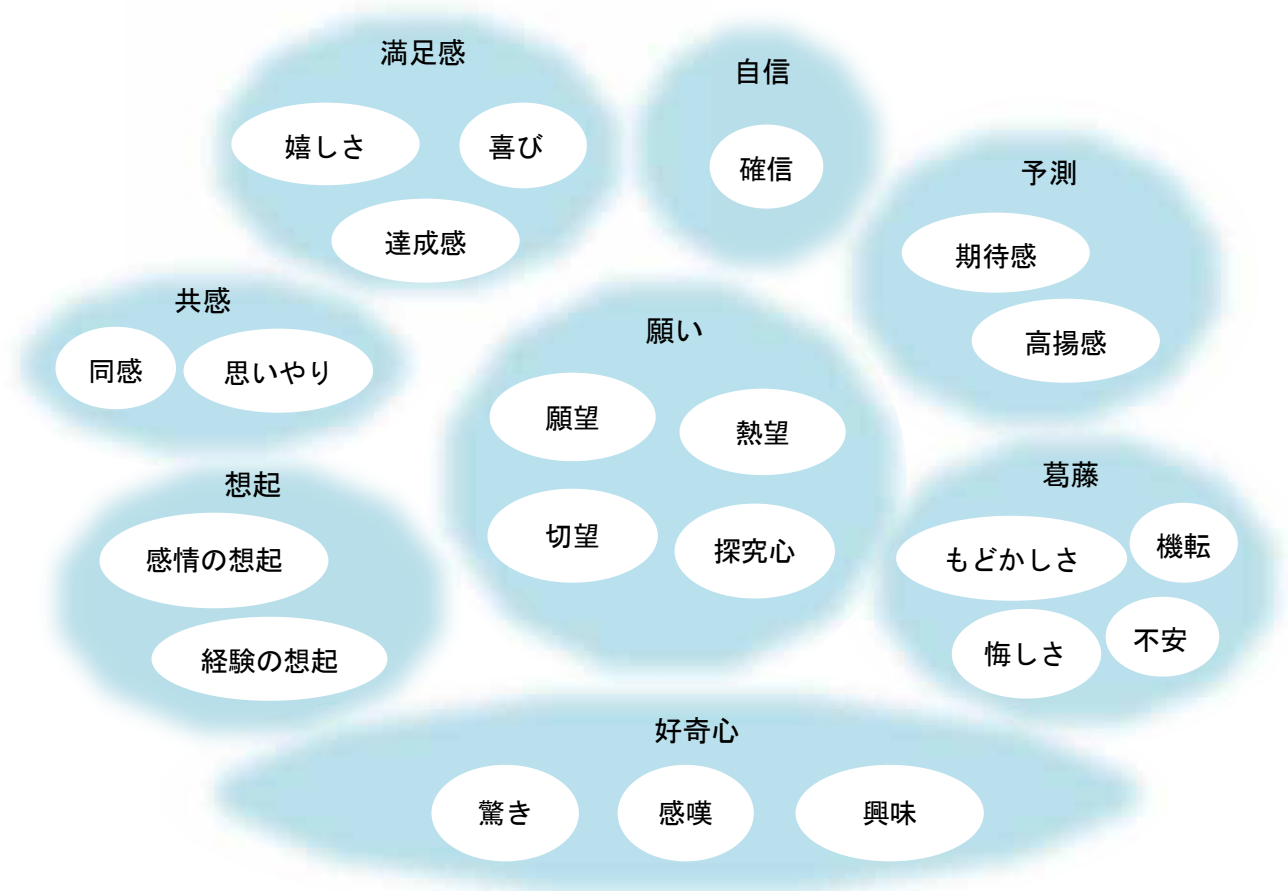 満足感
嬉しさ
喜び
達成感
自信
確信
予測
期待感
高揚感
共感
同感
思いやり
願い
願望
熱望
切望
探究心
想起
感情の想起
経験の想起
葛藤
もどかしさ
機転
悔しさ
不安
好奇心
驚き
感嘆
興味